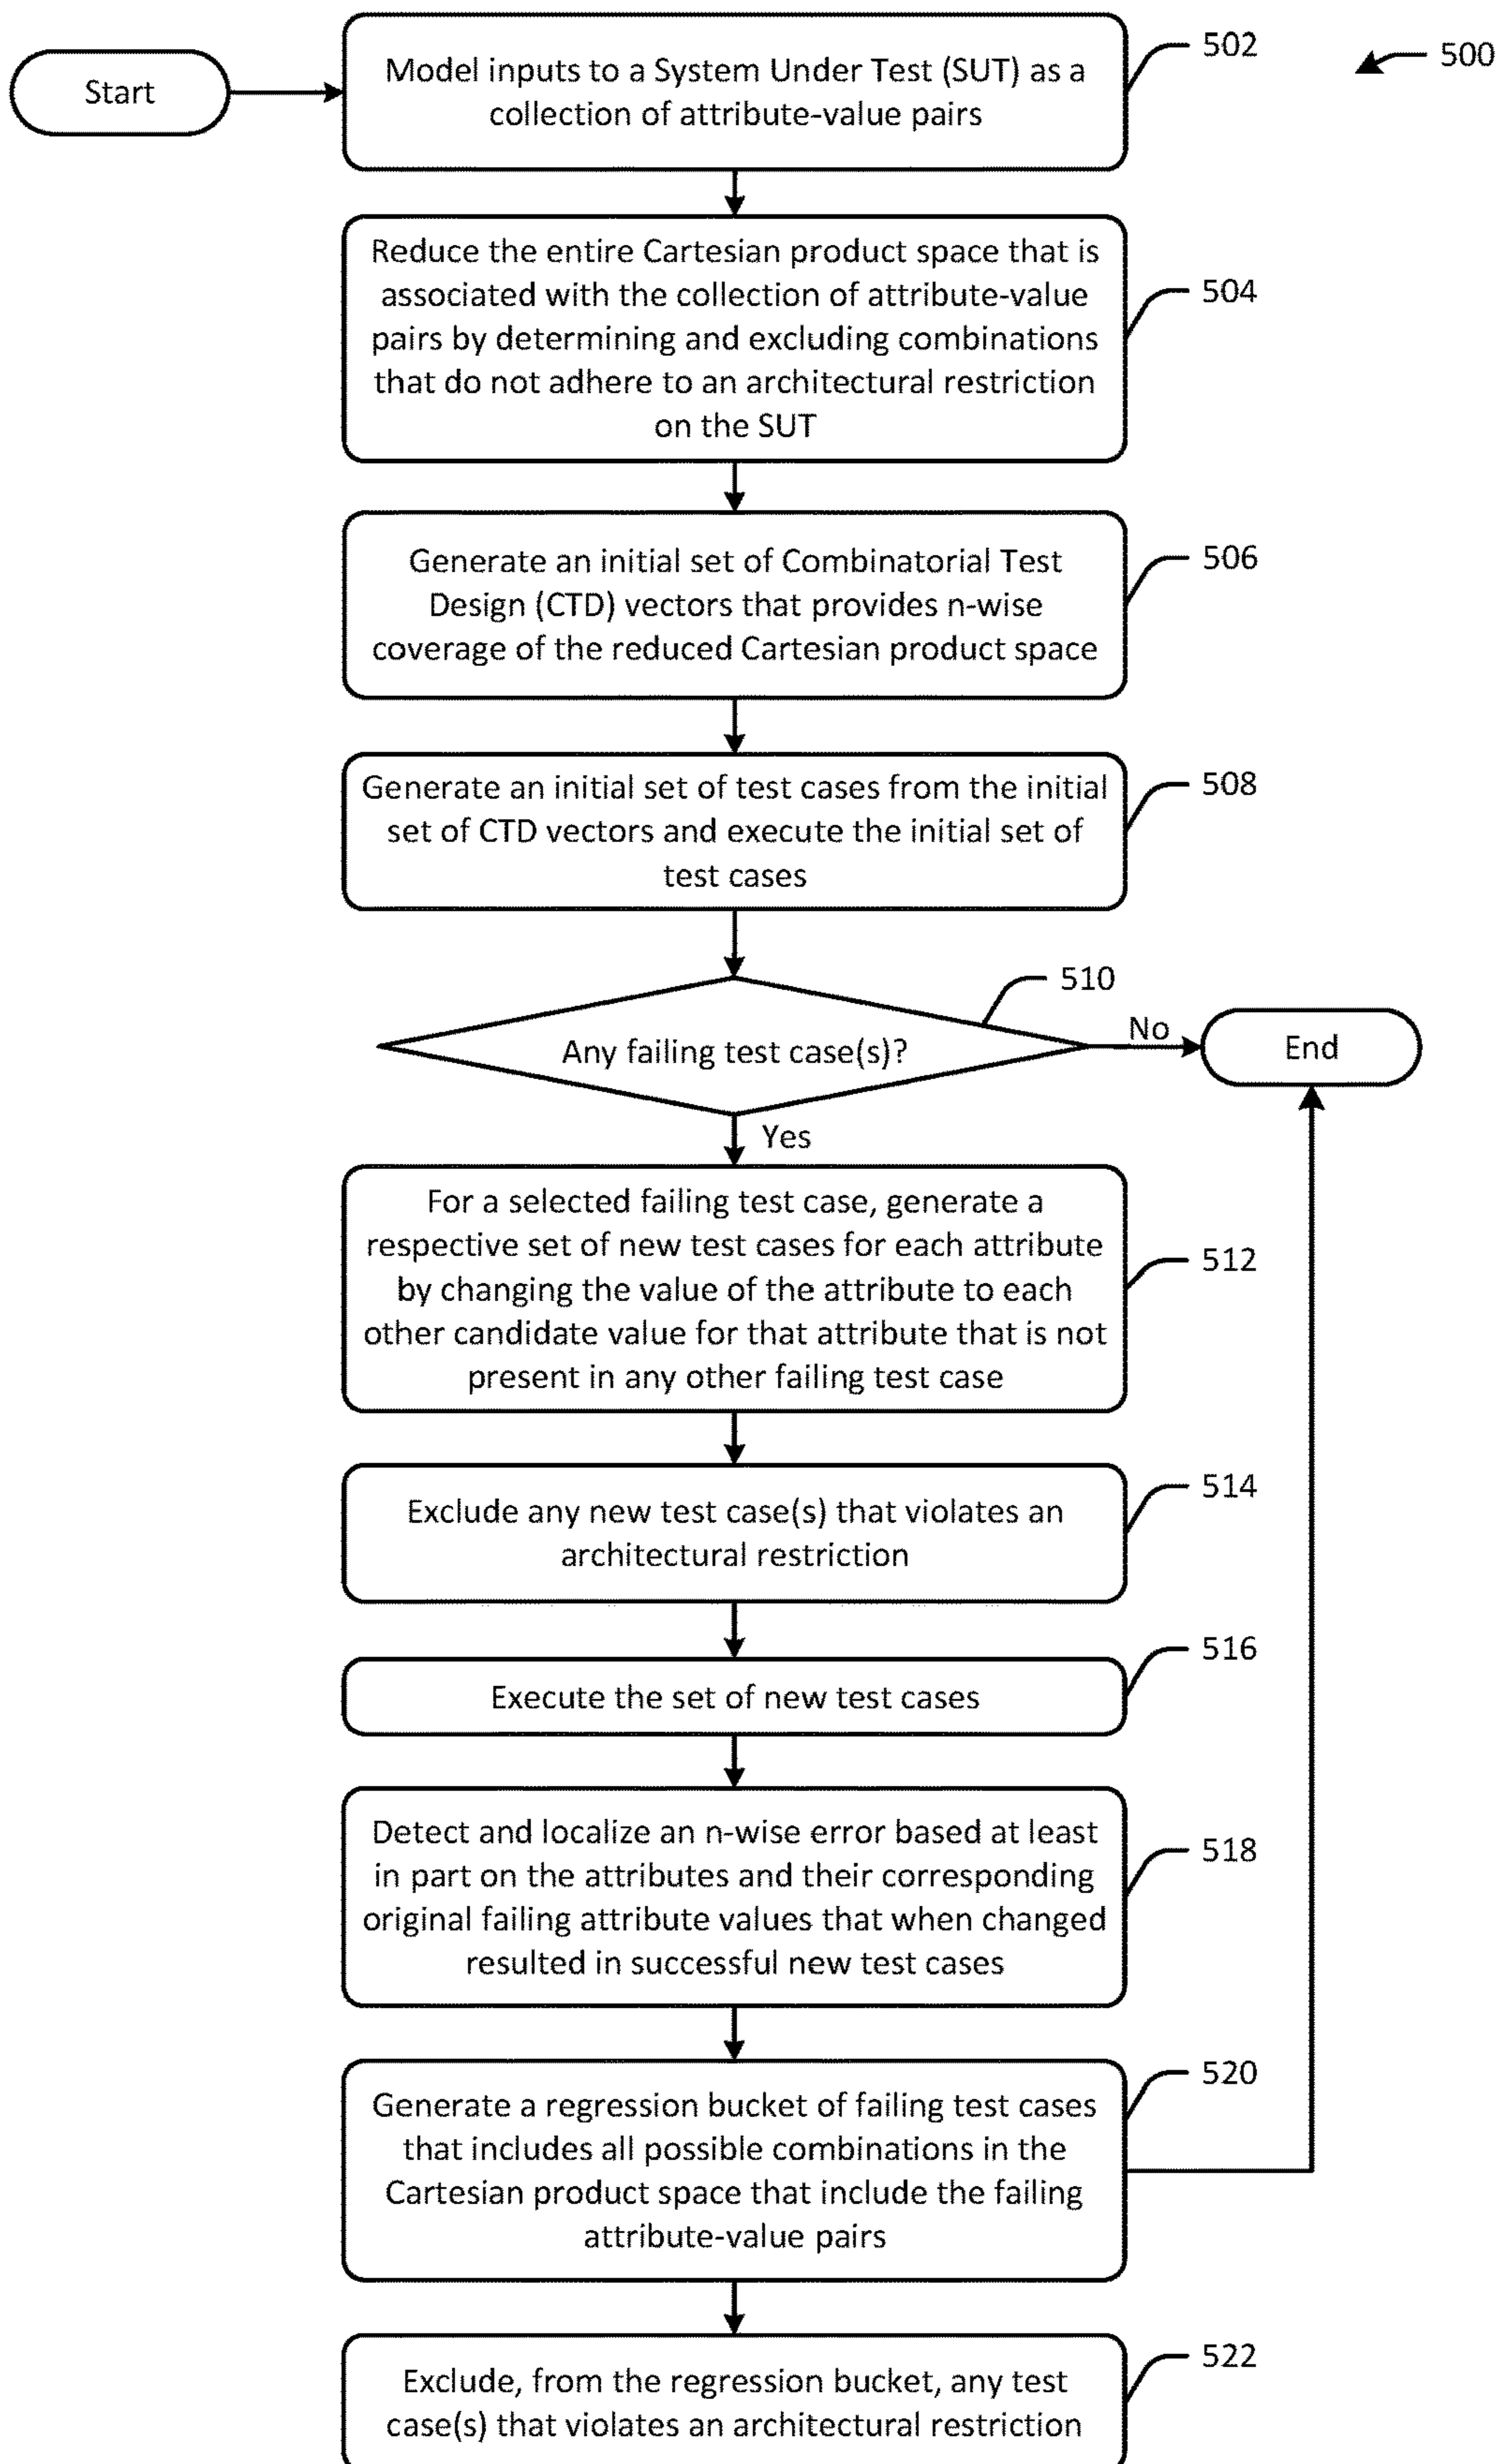 Start
Model inputs to a System Under Test (SUT) as a
collection of attribute-value pairs
502
500
Reduce the entire Cartesian product space that is
associated with the collection of attribute-value
pairs by determining and excluding combinations
that do not adhere to an architectural restriction
on the SUT
504
Generate an initial set of Combinatorial Test
Design (CTD) vectors that provides n-wise
coverage of the reduced Cartesian product space
506
Generate an initial set of test cases from the initial
set of CTD vectors and execute the initial set of
test cases
508
Any failing test case(s)?
510
No
End
Yes
For a selected failing test case, generate a
respective set of new test cases for each attribute
by changing the value of the attribute to each
other candidate value for that attribute that is not
present in any other failing test case
512
Exclude any new test case(s) that violates an
architectural restriction
514
Execute the set of new test cases
516
Detect and localize an n-wise error based at least
in part on the attributes and their corresponding
original failing attribute values that when changed
resulted in successful new test cases
518
Generate a regression bucket of failing test cases
that includes all possible combinations in the
Cartesian product space that include the failing
attribute-value pairs
520
Exclude, from the regression bucket, any test
case(s) that violates an architectural restriction
522